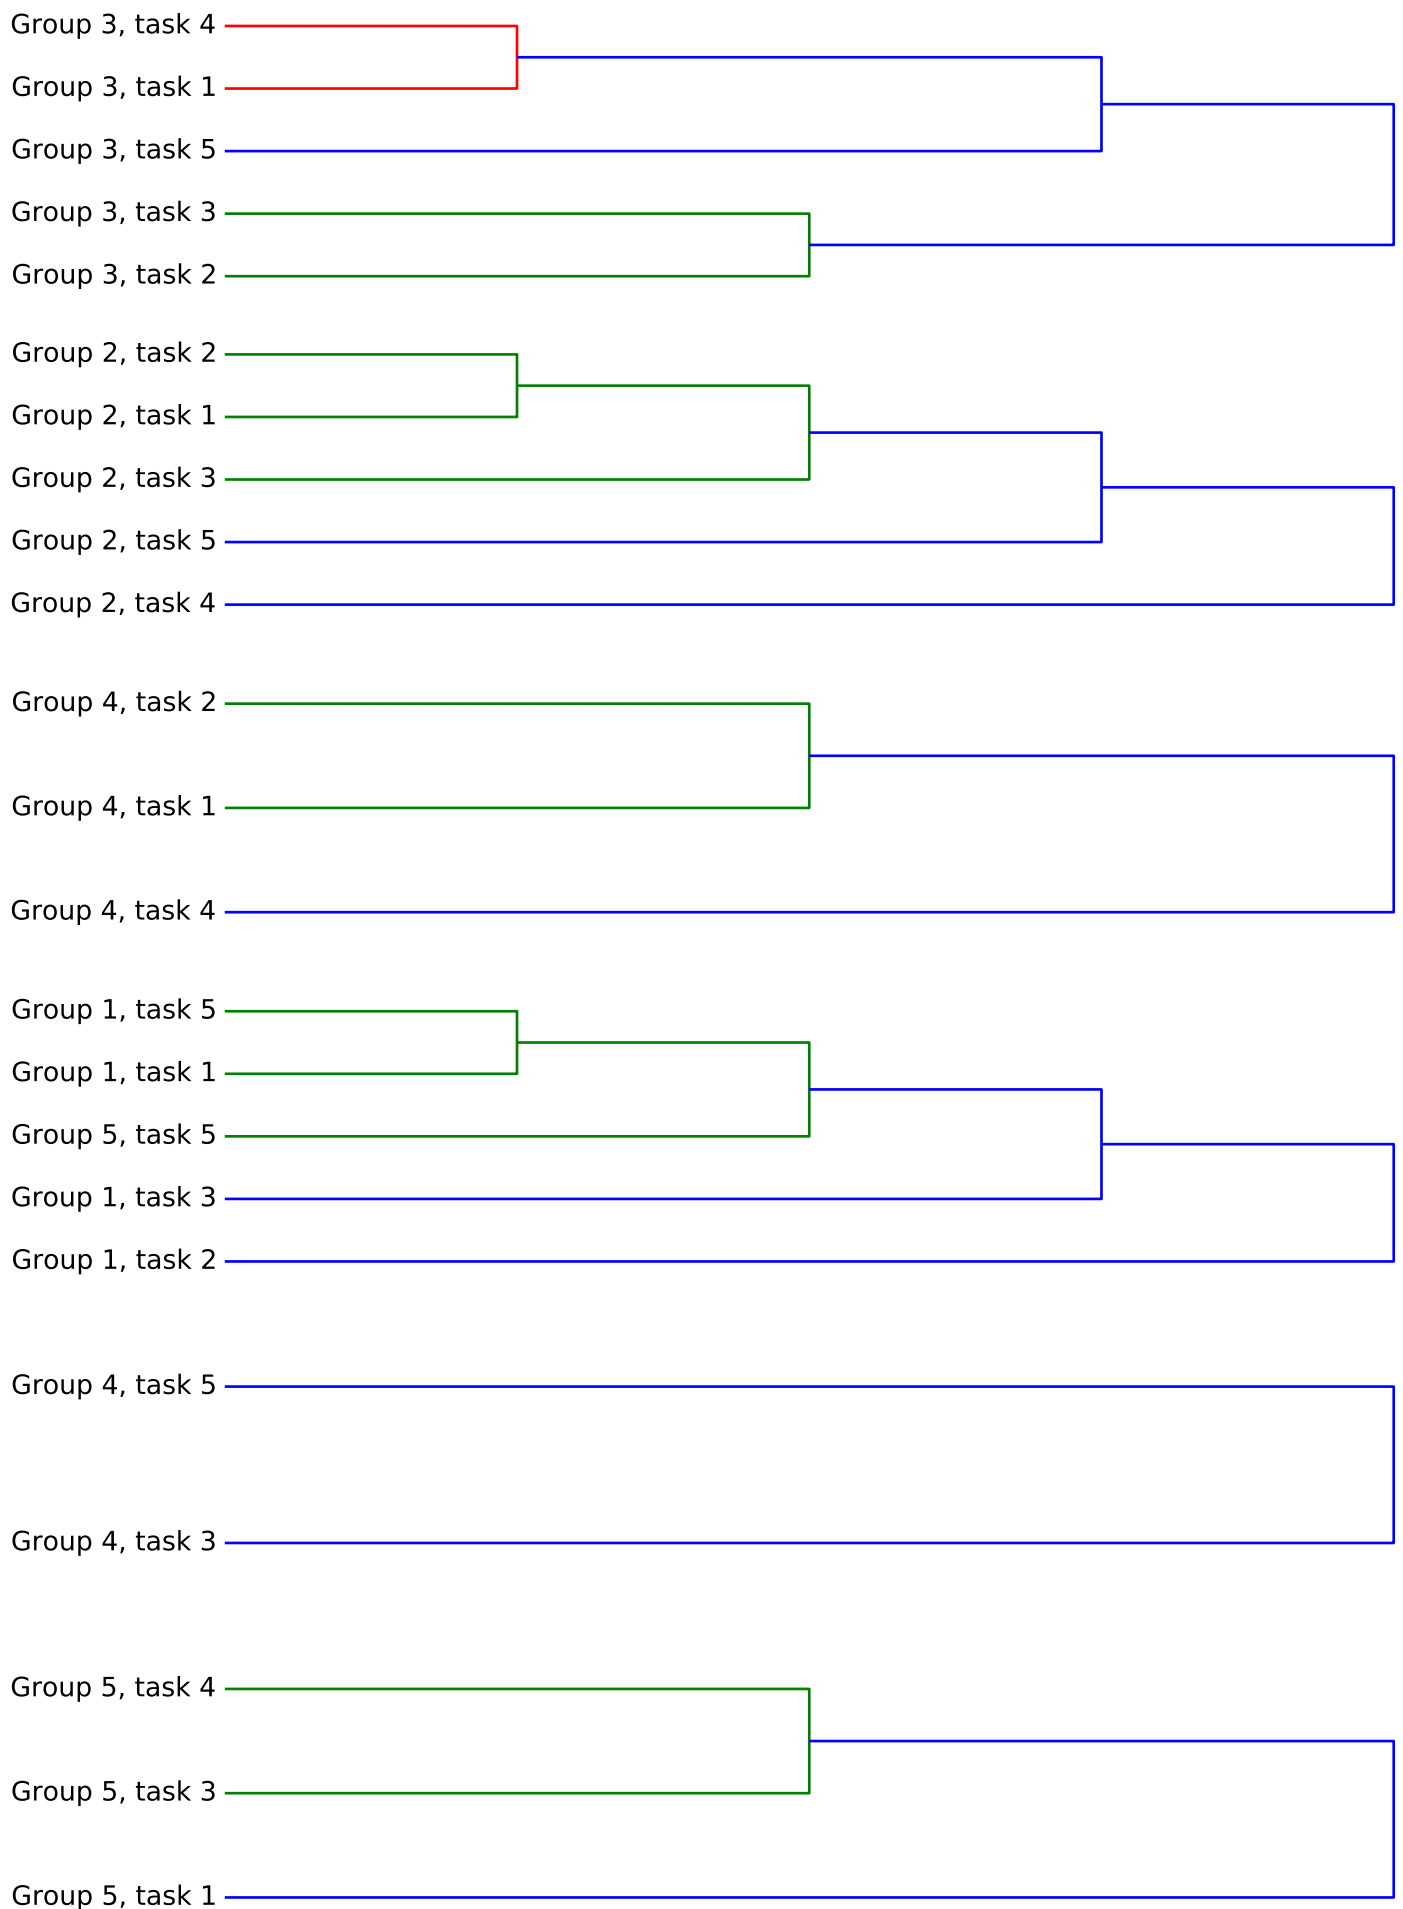 Group 3, task 4
Group 3, task 1
Group 3, task 5
Group 3, task 3
Group 3, task 2
Group 2, task 2
Group 2, task 1
Group 2, task 3
Group 2, task 5
Group 2, task 4
Group 4, task 2
Group 4, task 1
Group 4, task 4
Group 1, task 5
Group 1, task 1
Group 5, task 5
Group 1, task 3
Group 1, task 2
Group 4, task 5
Group 4, task 3
Group 5, task 4
Group 5, task 3
Group 5, task 1